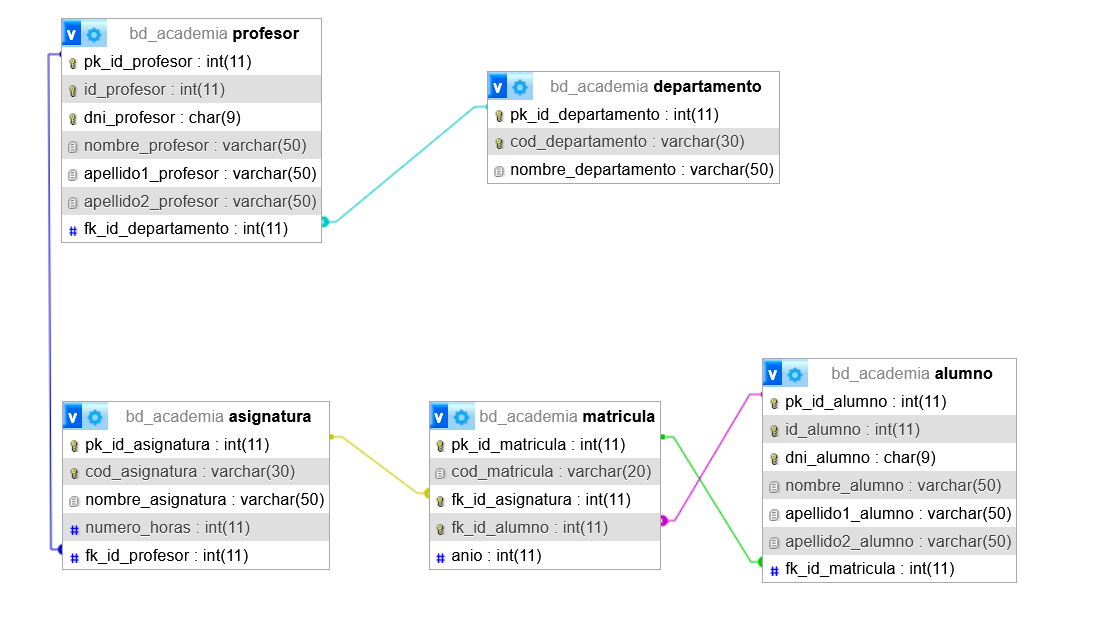 bd_academia profesor
pk_id_profesor : int(11)
id_profesor : int(11)
dni_profesor : char(9)
nombre_profesor : varchar(50)
apellido1_profesor : varchar(50)
apellido2_profesor : varchar(50)
# fk_id_departamento : int(11)
bd_academia departamento
pk_id_departamento : int(11)
cod_departamento : varchar(30)
nombre_departamento : varchar(50)
bd_academia asignatura
pk_id_asignatura : int(11)
cod_asignatura : varchar(30)
nombre_asignatura : varchar(50)
# numero_horas : int(11)
# fk_id_profesor : int(11)
bd_academia matricula
pk_id_matricula : int(11)
cod_matricula : varchar(20)
fk_id_asignatura : int(11)
fk_id_alumno : int(11)
# anio : int(11)
bd_academia alumno
pk_id_alumno : int(11)
id_alumno : int(11)
dni_alumno : char(9)
nombre_alumno : varchar(50)
apellido1_alumno : varchar(50)
apellido2_alumno : varchar(50)
# fk_id_matricula : int(11)